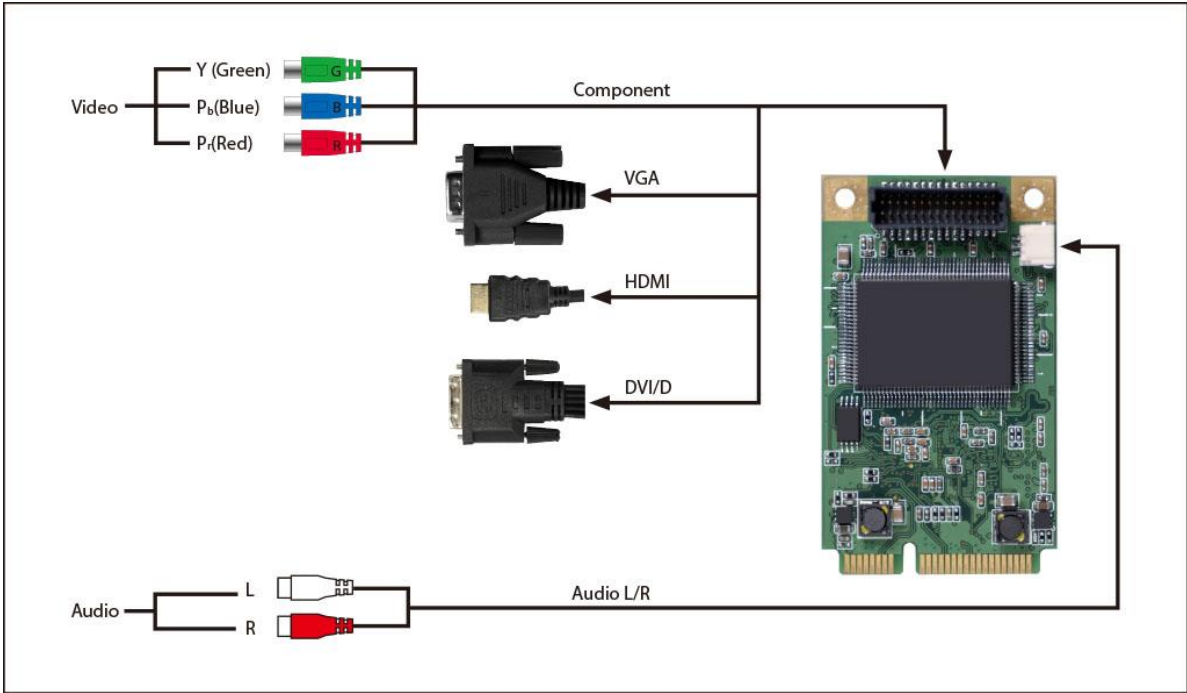 Y (Green)
G
Component
Video
Pb(Blue)
B
Pr(Red)
R
VGA
HDMI
DVI/D
L
Audio L/R
Audio
R